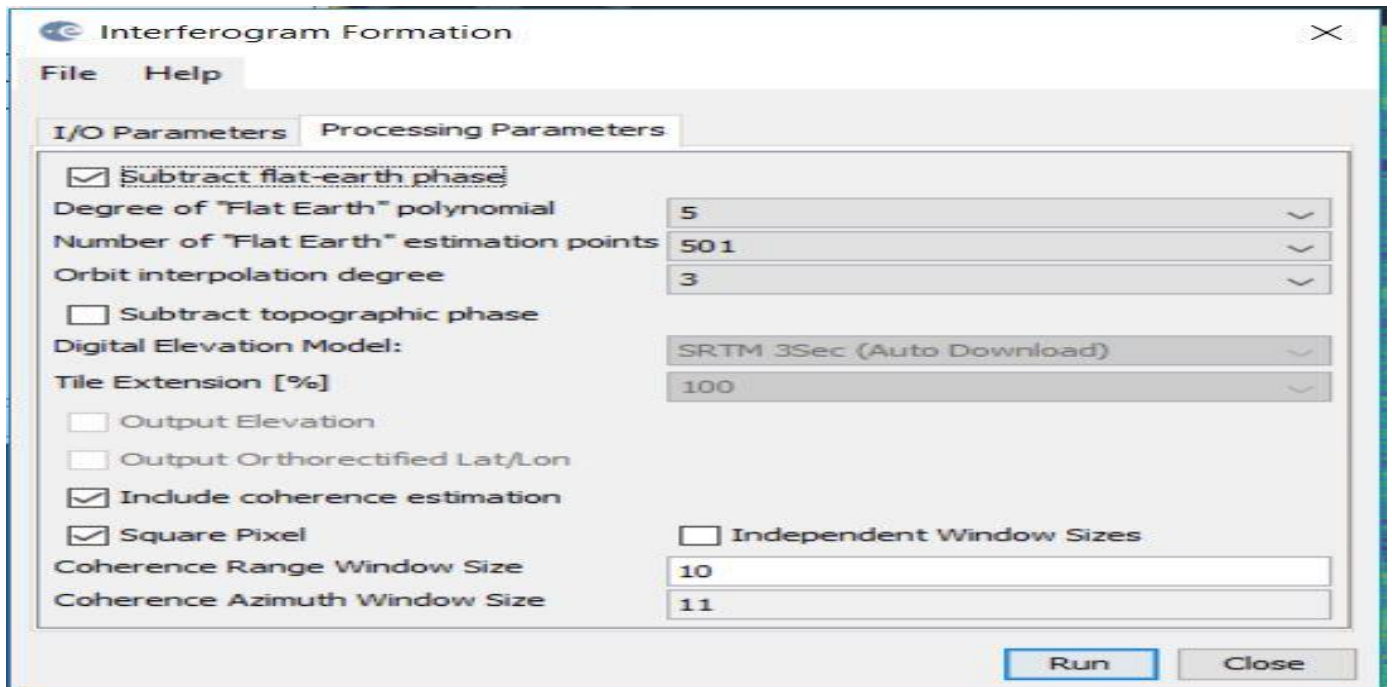 Interferogram Formation
File Help
I/O Parameters Processing Parameters
Subtract flat-earth phase
Degree of "Flat Earth" polynomial 5
Number of "Flat Earth" estimation points 501
Orbit interpolation degree 3
Subtract topographic phase
Digital Elevation Model: SRTM 3Sec (Auto Download)
Tile Extension [%] 100
Output Elevation
Output Orthorectified Lat/Lon
Include coherence estimation
Square Pixel Independent Window Sizes
Coherence Range Window Size 10
Coherence Azimuth Window Size 11
Run Close